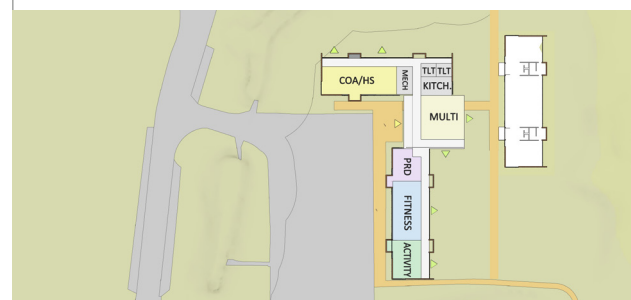 COA/HS
MECH
TLT TLT
KITCH.
MULTI
PRD
FITNESS
ACTIVITY